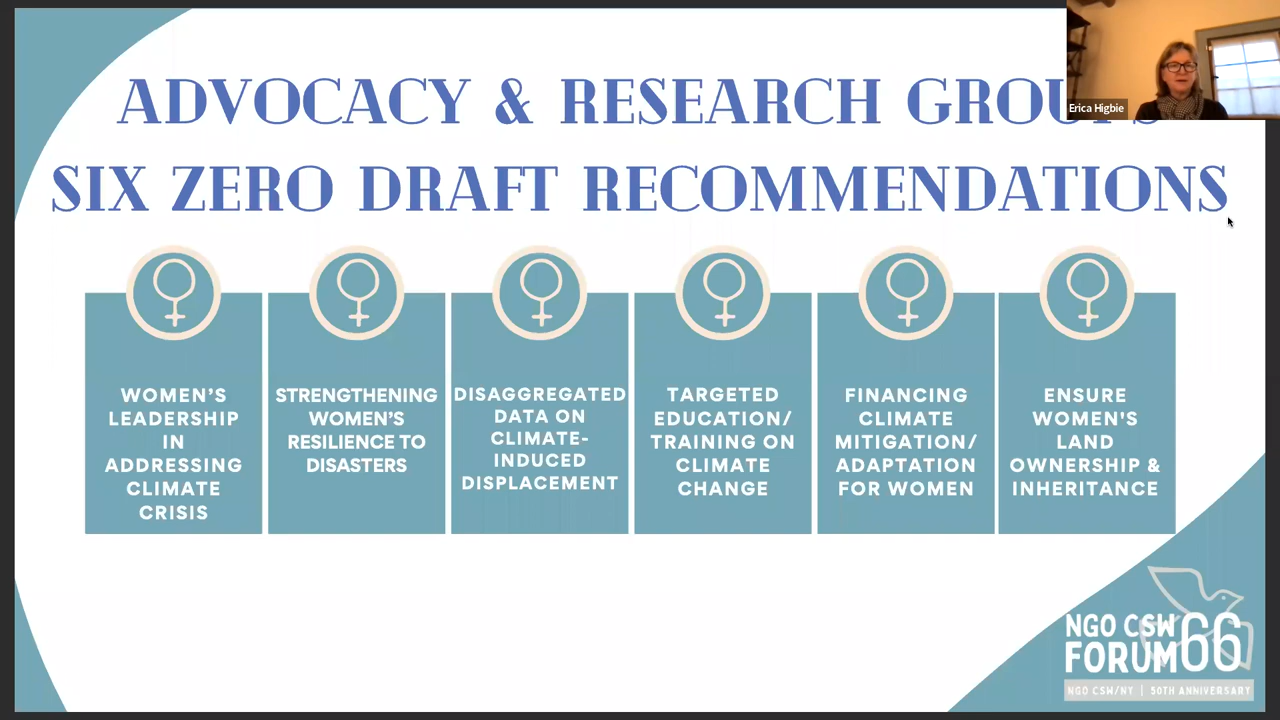 ADVOCACY & RESEARCH
SIX ZERO DRAFT RECOMMENDATIONS
Erica Higbie
WOMEN'S
LEADERSHIP
IN
ADDRESSING
CLIMATE
CRISIS
STRENGTHENING
WOMEN'S
RESILIENCE TO
DISASTERS
DISAGGREGATED
DATA ON
CLIMATE-
INDUCED
DISPLACEMENT
TARGETED
EDUCATION/
TRAINING ON
CLIMATE
CHANGE
FINANCING
CLIMATE
MITIGATION/
ADAPTATION
FOR WOMEN
ENSURE
WOMEN'S
LAND
OWNERSHIP &
INHERITANCE
NGO CSW
FORUM66
NGO CSW/NY | 50TH ANNIVERSARY